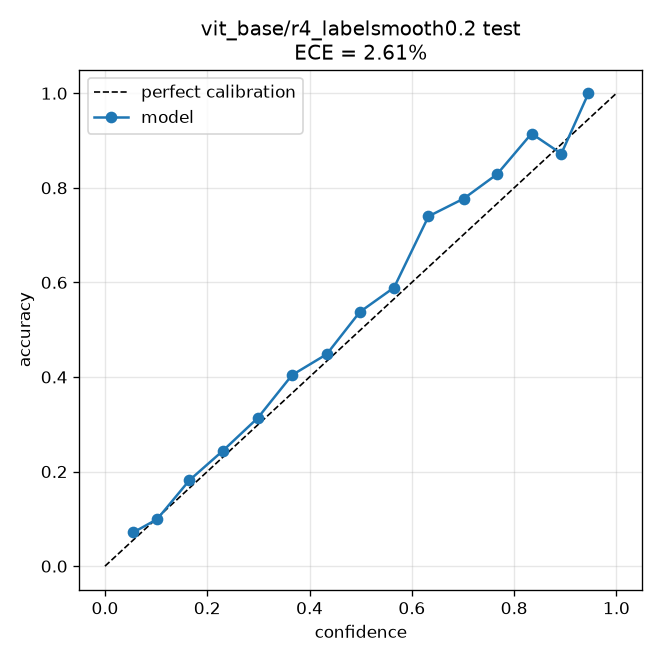 vit_base/r4_labelsmooth0.2 test
ECE = 2.61%
perfect calibration
model
accuracy
1.0
0.8
0.6
0.4
0.2
0.0
0.0 0.2 0.4 0.6 0.8 1.0
confidence